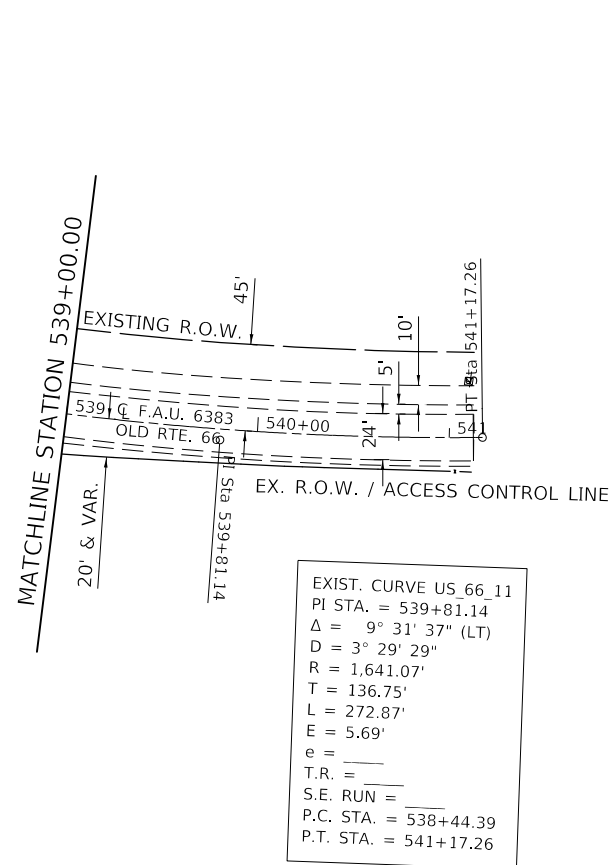 MATCHLINE STATION 539+00.00
EXISTING R.O.W.
45'
10'
5'
24'
PT Sta 541+17.26
539
℄ F.A.U. 6383
OLD RTE. 66
540+00
541
PI Sta 539+81.14
20' & VAR.
EX. R.O.W. / ACCESS CONTROL LINE
EXIST. CURVE US_66_11
PI STA. = 539+81.14
Δ = 9° 31' 37" (LT)
D = 3° 29' 29"
R = 1,641.07'
T = 136.75'
L = 272.87'
E = 5.69'
e = ____
T.R. = ____
S.E. RUN = ____
P.C. STA. = 538+44.39
P.T. STA. = 541+17.26